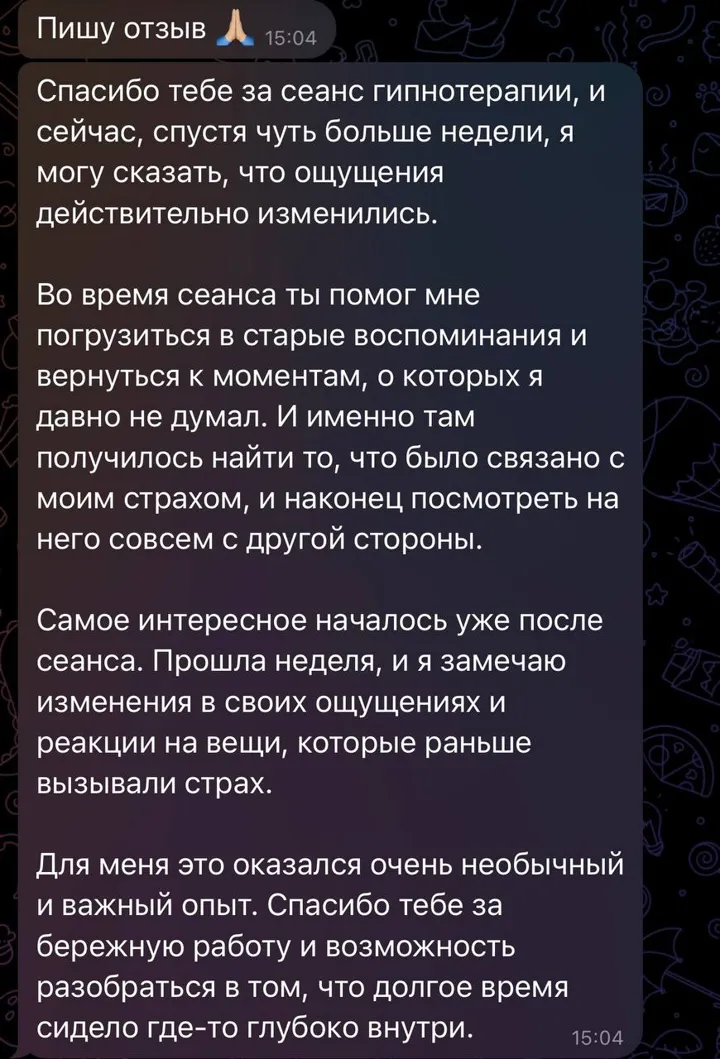 Пишу отзыв 🙏🏼 15:04
Спасибо тебе за сеанс гипнотерапии, и
сейчас, спустя чуть больше недели, я
могу сказать, что ощущения
действительно изменились.
Во время сеанса ты помог мне
погрузиться в старые воспоминания и
вернуться к моментам, о которых я
давно не думал. И именно там
получилось найти то, что было связано с
моим страхом, и наконец посмотреть на
него совсем с другой стороны.
Самое интересное началось уже после
сеанса. Прошла неделя, и я замечаю
изменения в своих ощущениях и
реакции на вещи, которые раньше
вызывали страх.
Для меня это оказался очень необычный
и важный опыт. Спасибо тебе за
бережную работу и возможность
разобраться в том, что долгое время
сидело где-то глубоко внутри. 15:04